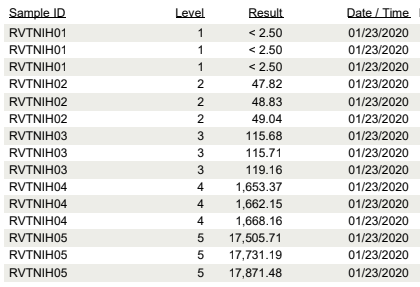 Sample ID Level Result Date / Time
RVTNIH01 1 < 2.50 01/23/2020
RVTNIH01 1 < 2.50 01/23/2020
RVTNIH01 1 < 2.50 01/23/2020
RVTNIH02 2 47.82 01/23/2020
RVTNIH02 2 48.83 01/23/2020
RVTNIH02 2 49.04 01/23/2020
RVTNIH03 3 115.68 01/23/2020
RVTNIH03 3 115.71 01/23/2020
RVTNIH03 3 119.16 01/23/2020
RVTNIH04 4 1,653.37 01/23/2020
RVTNIH04 4 1,662.15 01/23/2020
RVTNIH04 4 1,668.16 01/23/2020
RVTNIH05 5 17,505.71 01/23/2020
RVTNIH05 5 17,731.19 01/23/2020
RVTNIH05 5 17,871.48 01/23/2020